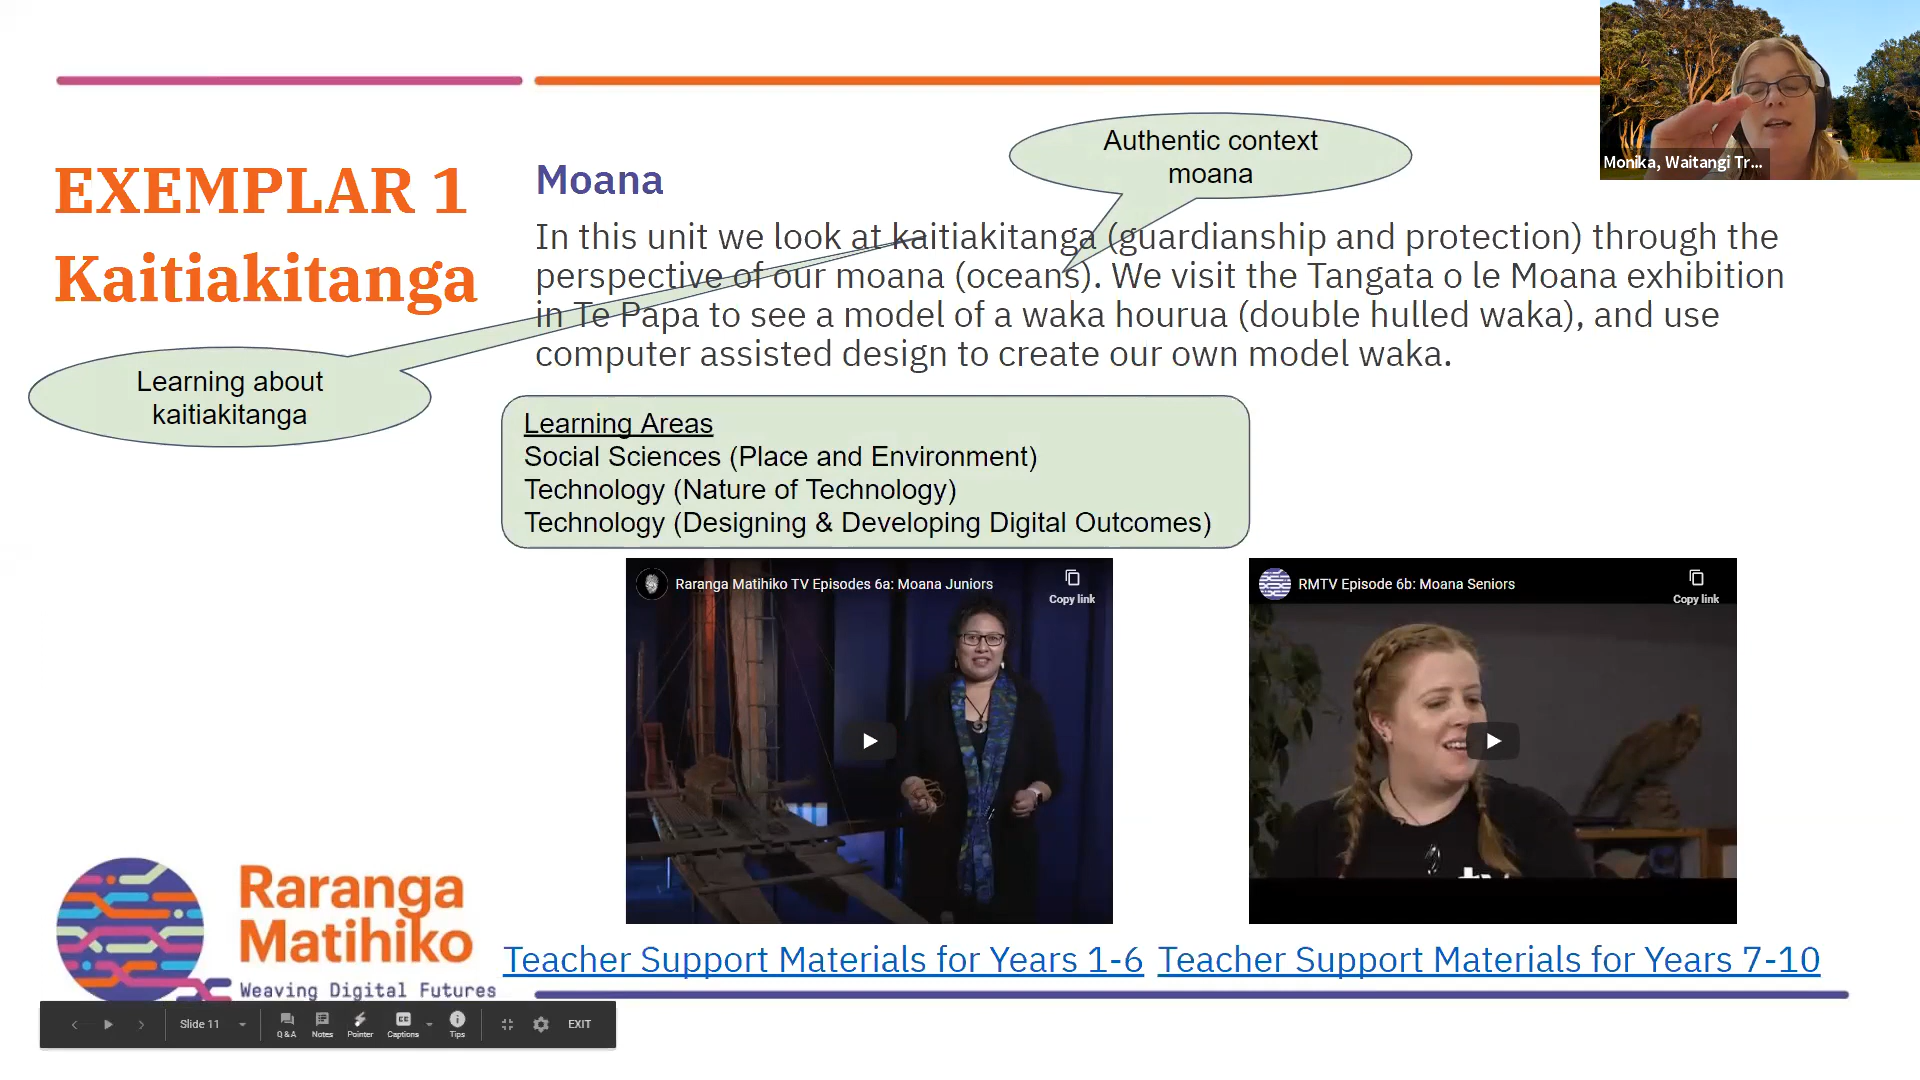 Monika, Waitangi Tr...
EXEMPLAR 1
Kaitiakitanga
Authentic context
moana
Moana
In this unit we look at kaitiakitanga (guardianship and protection) through the
perspective of our moana (oceans). We visit the Tangata o le Moana exhibition
in Te Papa to see a model of a waka hourua (double hulled waka), and use
computer assisted design to create our own model waka.
Learning about
kaitiakitanga
Learning Areas
Social Sciences (Place and Environment)
Technology (Nature of Technology)
Technology (Designing & Developing Digital Outcomes)
Raranga Matihiko TV Episodes 6a: Moana Juniors
Copy link
RMTV Episode 6b: Moana Seniors
Copy link
Raranga
Matihiko
Weaving Digital Futures
Teacher Support Materials for Years 1-6
Teacher Support Materials for Years 7-10
Slide 11
Q&A
Notes
Pointer
CC
Captions
Tips
EXIT